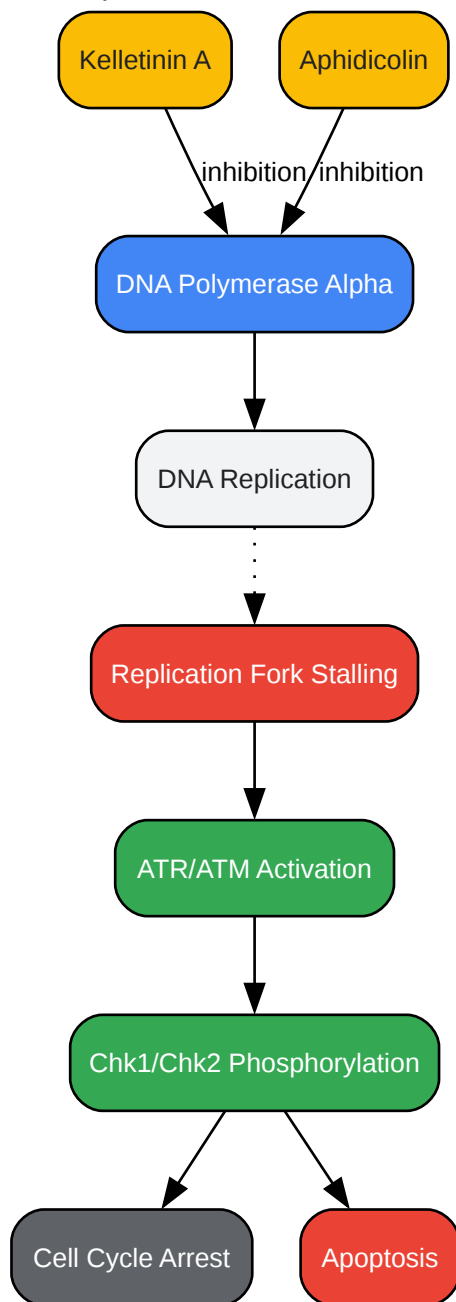 Kelletinin A
Aphidicolin
inhibition
inhibition
DNA Polymerase Alpha
DNA Replication
Replication Fork Stalling
ATR/ATM Activation
Chk1/Chk2 Phosphorylation
Cell Cycle Arrest
Apoptosis